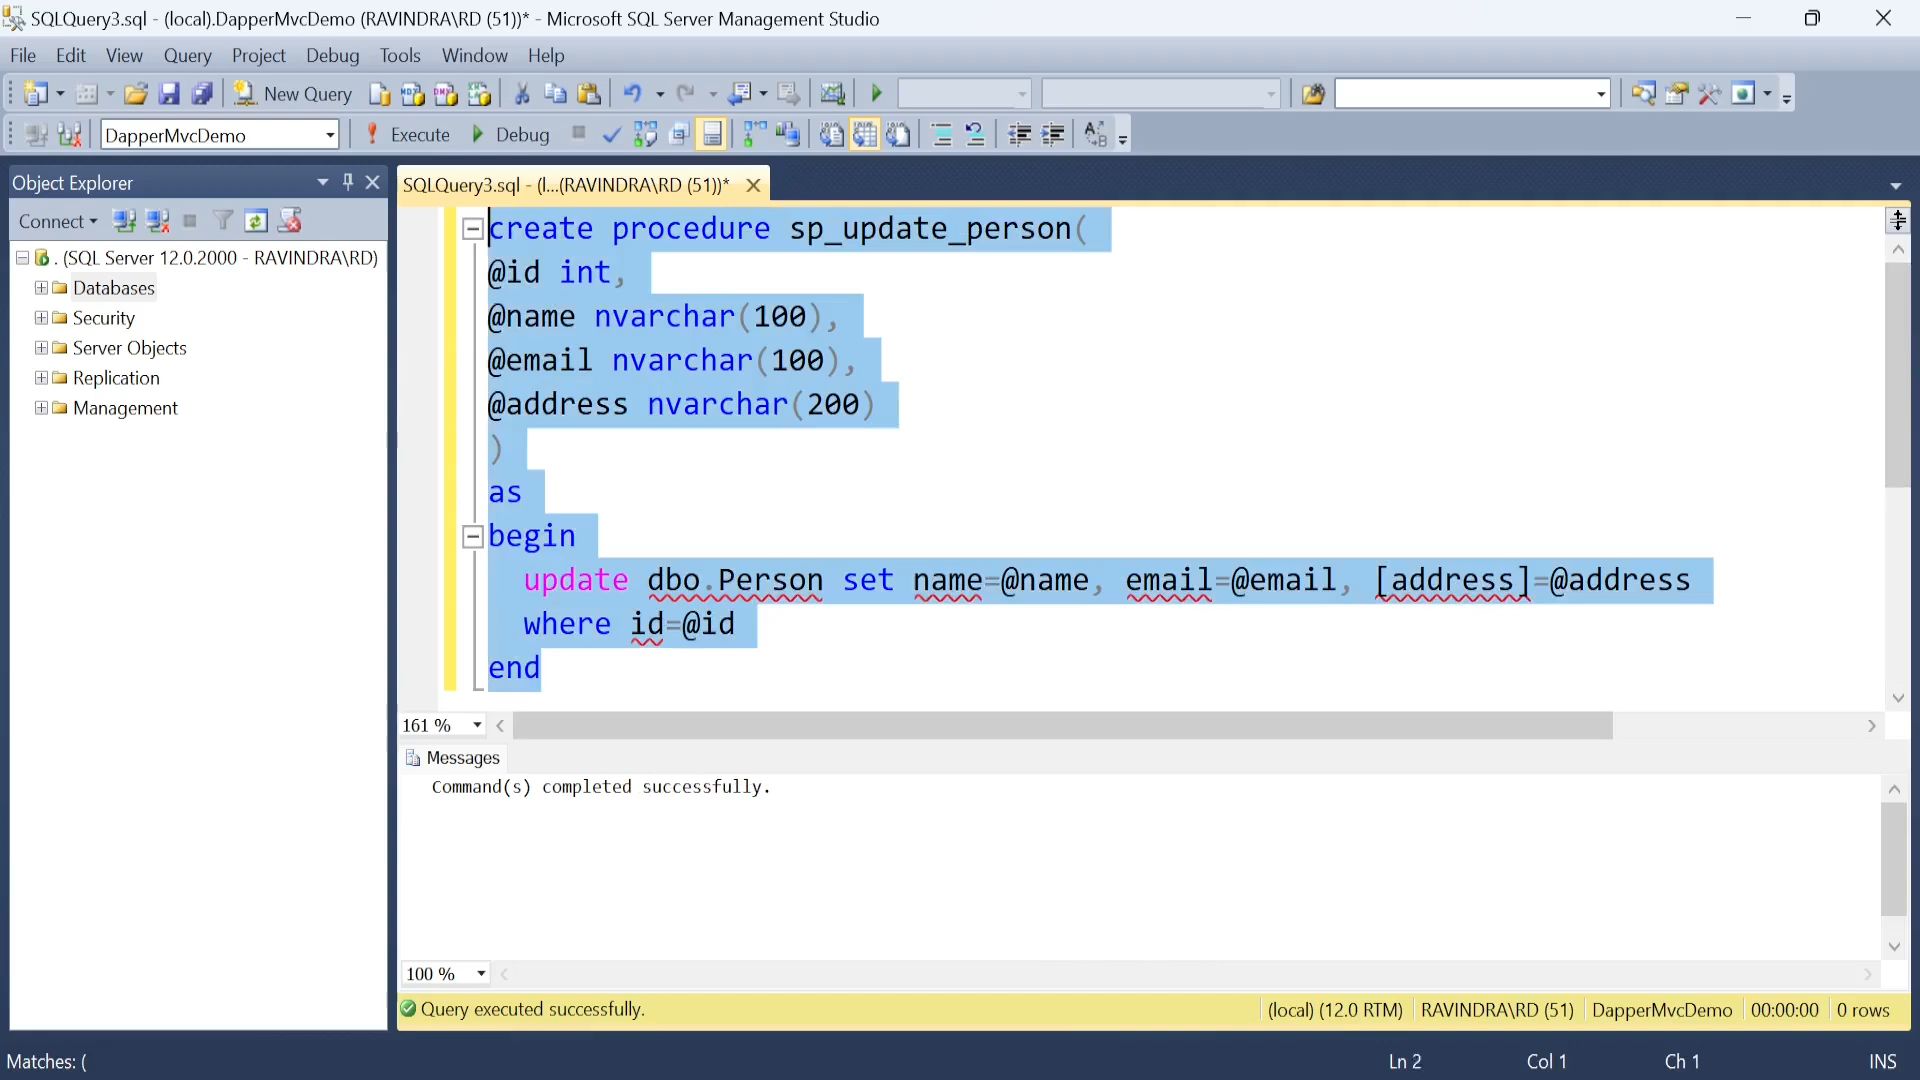 SQLQuery3.sql - (local).DapperMvcDemo (RAVINDRA\RD (51))* - Microsoft SQL Server Management Studio
File Edit View Query Project Debug Tools Window Help
New Query
DapperMvcDemo Execute Debug
Object Explorer
Connect
. (SQL Server 12.0.2000 - RAVINDRA\RD)
Databases
Security
Server Objects
Replication
Management
SQLQuery3.sql - (l...(RAVINDRA\RD (51))*
create procedure sp_update_person(
@id int,
@name nvarchar(100),
@email nvarchar(100),
@address nvarchar(200)
)
as
begin
update dbo.Person set name=@name, email=@email, [address]=@address
where id=@id
end
161 %
Messages
Command(s) completed successfully.
100 %
Query executed successfully. (local) (12.0 RTM) RAVINDRA\RD (51) DapperMvcDemo 00:00:00 0 rows
Matches: ( Ln 2 Col 1 Ch 1 INS